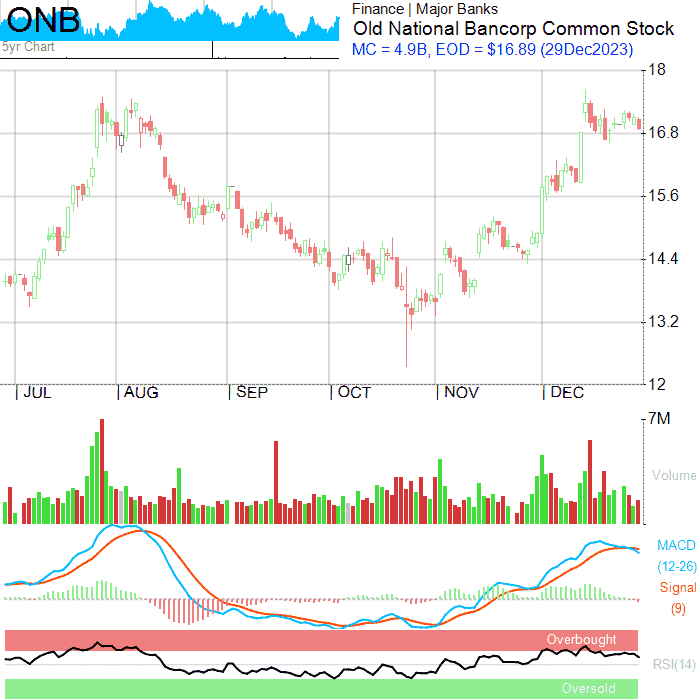 ONB
5yr Chart
Finance | Major Banks
Old National Bancorp Common Stock
MC = 4.9B, EOD = $16.89 (29Dec2023)
18
16.8
15.6
14.4
13.2
12
|JUL |AUG |SEP |OCT |NOV |DEC
7M
Volume
MACD
(12-26)
Signal
(9)
Overbought
RSI(14)
Oversold